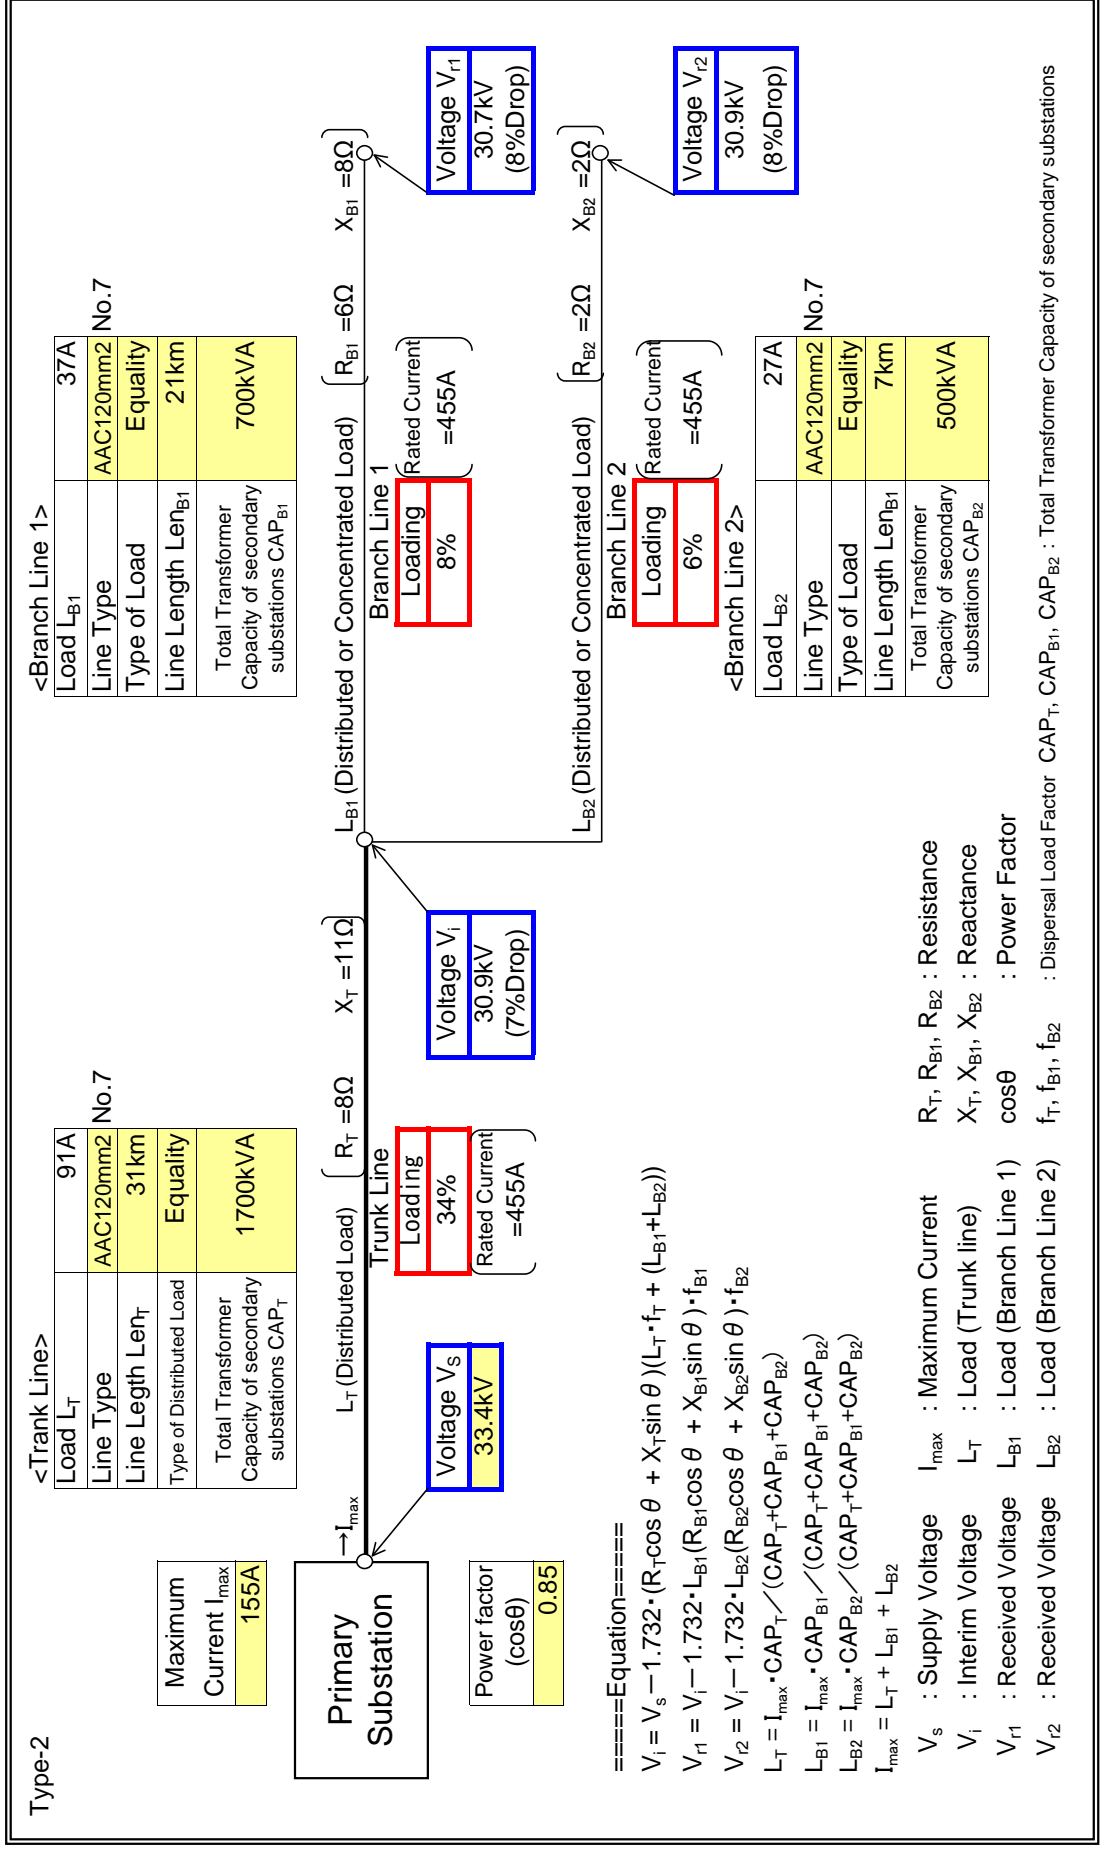 Type-2
<Trank Line>
Load L_T 91A
Line Type AAC120mm2 No.7
Line Legth Len_T 31km
Type of Distributed Load Equality
Total Transformer
Capacity of secondary
substations CAP_T
1700kVA
<Branch Line 1>
Load L_B1 37A
Line Type AAC120mm2 No.7
Type of Load Equality
Line Length Len_B1 21km
Total Transformer
Capacity of secondary
substations CAP_B1
700kVA
Maximum
Current I_max
155A
Primary
Substation
→I_max
L_T (Distributed Load)
R_T =8Ω X_T =11Ω
L_B1 (Distributed or Concentrated Load)
R_B1 =6Ω X_B1 =8Ω
Trunk Line
Loading
34%
Rated Current
=455A
Branch Line 1
Loading
8%
Rated Current
=455A
Voltage V_S
33.4kV
Voltage V_i
30.9kV
(7%Drop)
Voltage V_r1
30.7kV
(8%Drop)
Power factor
(cosθ)
0.85
L_B2 (Distributed or Concentrated Load)
R_B2 =2Ω X_B2 =2Ω
Branch Line 2
Loading
6%
Rated Current
=455A
Voltage V_r2
30.9kV
(8%Drop)
<Branch Line 2>
Load L_B2 27A
Line Type AAC120mm2 No.7
Type of Load Equality
Line Length Len_B1 7km
Total Transformer
Capacity of secondary
substations CAP_B2
500kVA
=====Equation=====
V_i = V_s－1.732･(R_Tcosθ + X_Tsinθ)(L_T･f_T + (L_B1+L_B2))
V_r1 = V_i－1.732･L_B1(R_B1cosθ + X_B1sinθ)･f_B1
V_r2 = V_i－1.732･L_B2(R_B2cosθ + X_B2sinθ)･f_B2
L_T = I_max･CAP_T／(CAP_T+CAP_B1+CAP_B2)
L_B1 = I_max･CAP_B1／(CAP_T+CAP_B1+CAP_B2)
L_B2 = I_max･CAP_B2／(CAP_T+CAP_B1+CAP_B2)
I_max = L_T + L_B1 + L_B2
V_s : Supply Voltage I_max : Maximum Current R_T, R_B1, R_B2 : Resistance
V_i : Interim Voltage L_T : Load (Trunk line) X_T, X_B1, X_B2 : Reactance
V_r1 : Received Voltage L_B1 : Load (Branch Line 1) cosθ : Power Factor
V_r2 : Received Voltage L_B2 : Load (Branch Line 2) f_T, f_B1, f_B2 : Dispersal Load Factor CAP_T, CAP_B1, CAP_B2 : Total Transformer Capacity of secondary substations